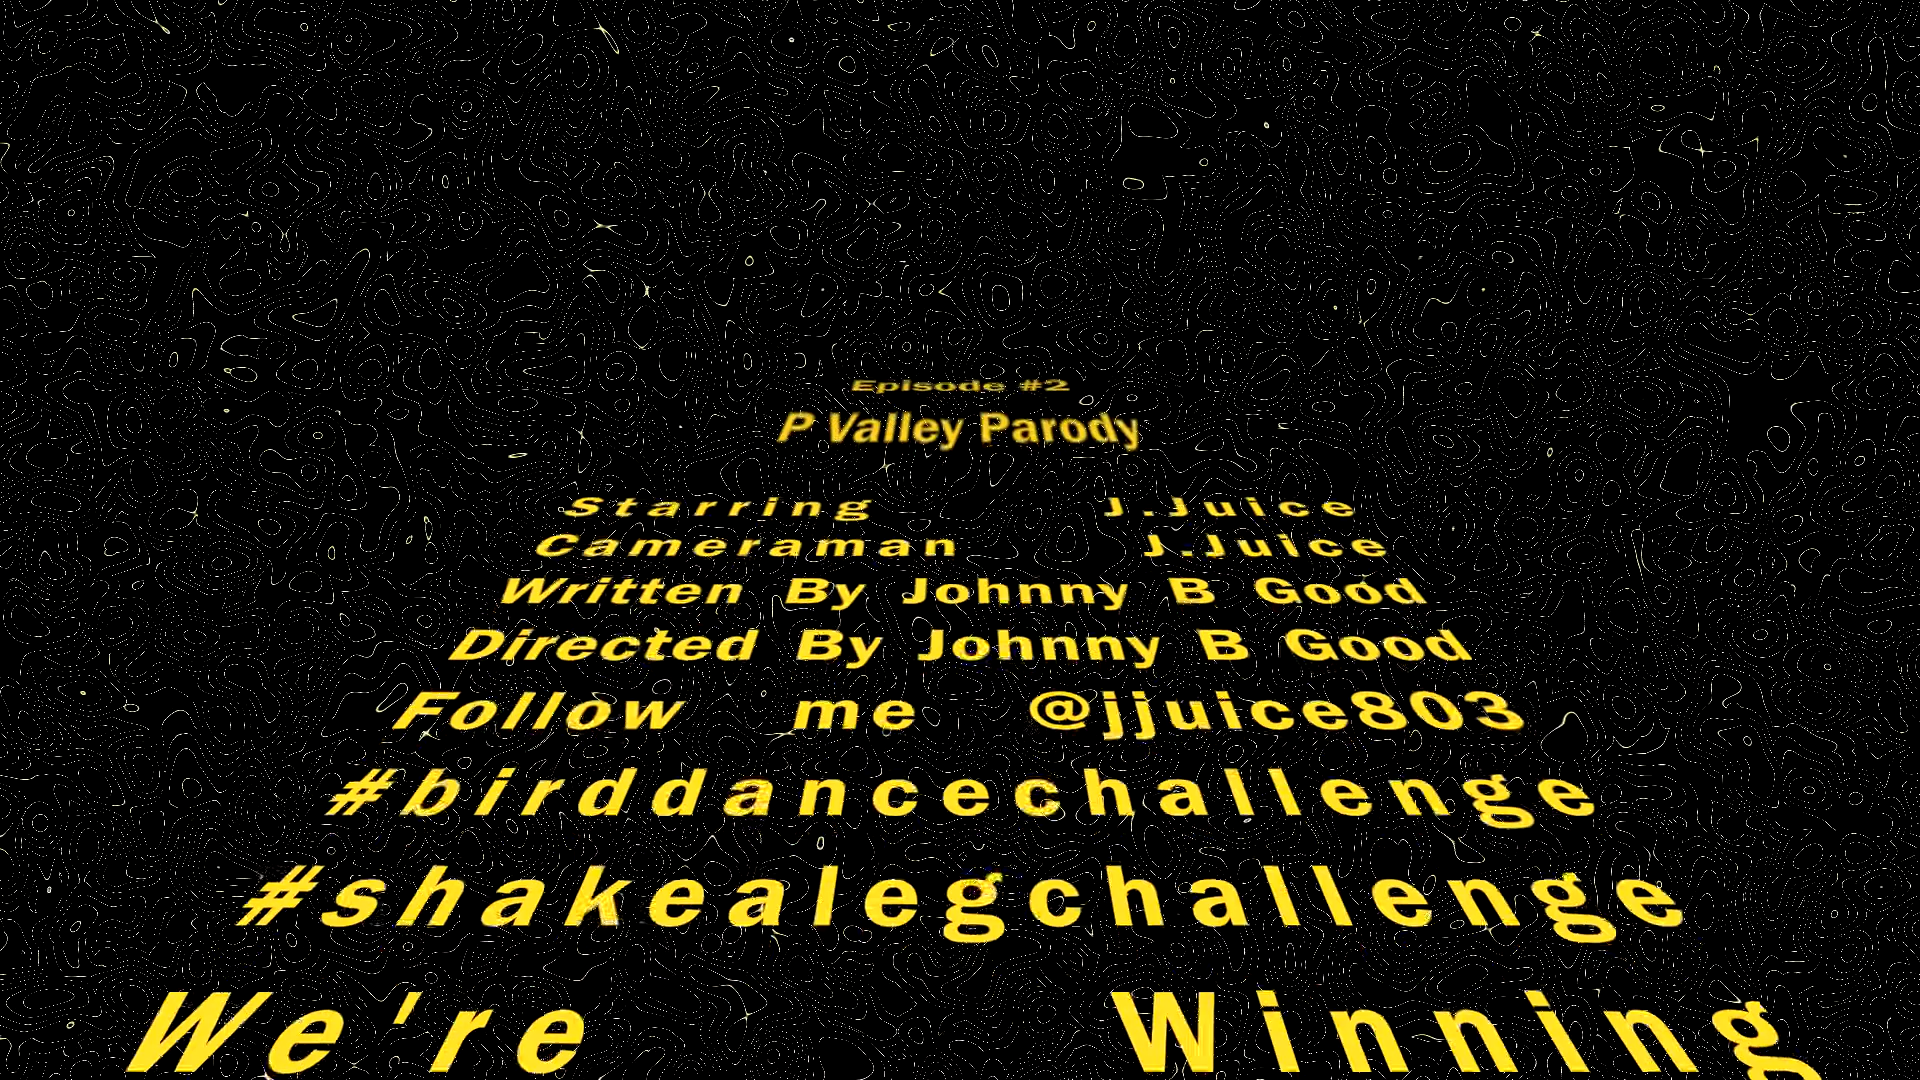 Episode #2
P Valley Parody
Starring J.Juice
Cameraman J.Juice
Written By Johnny B Good
Directed By Johnny B Good
Follow me @jjuice803
#birddancechallenge
#shakealegchallenge
We're Winning